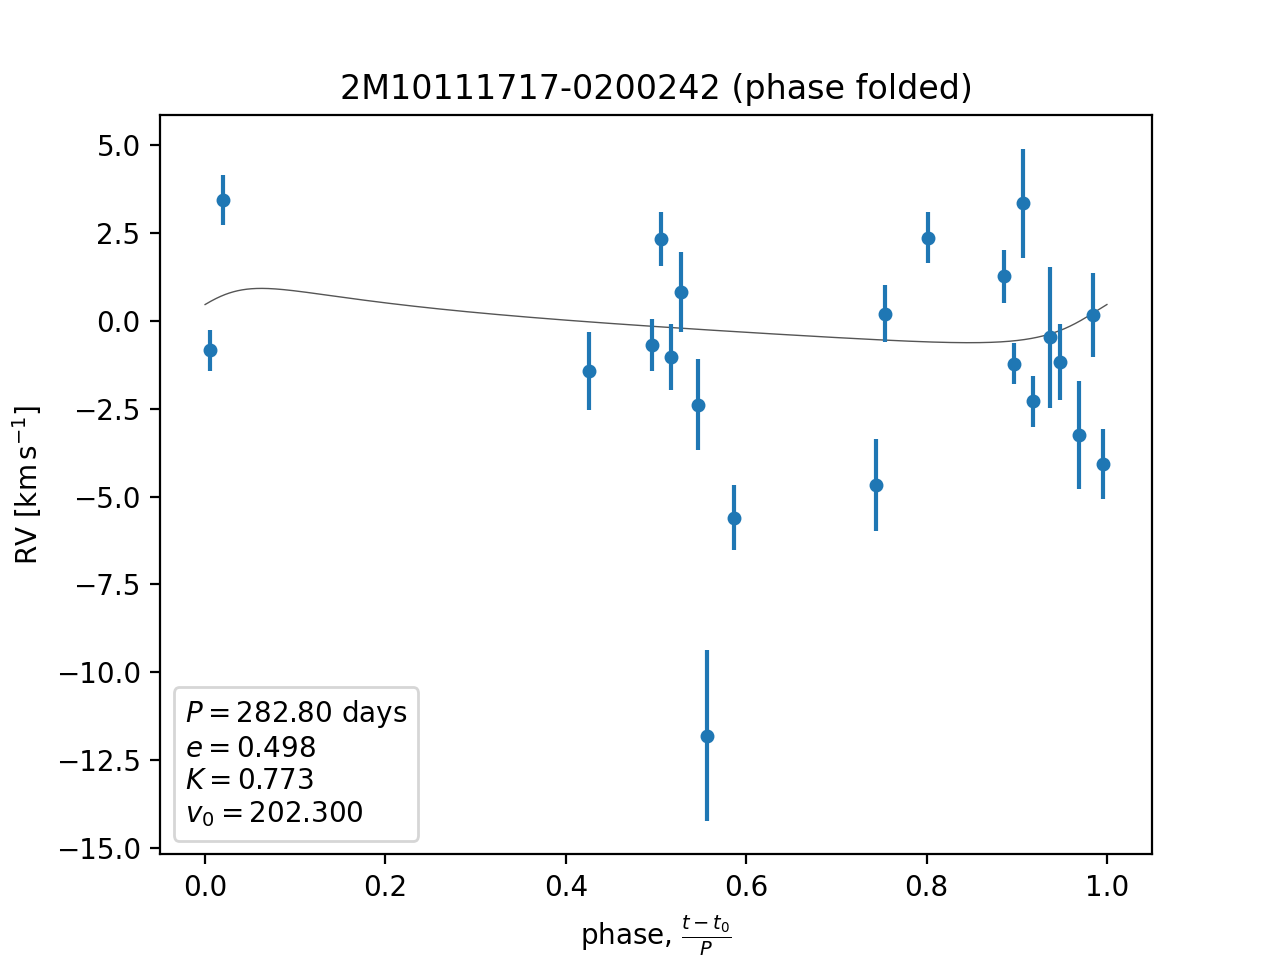 2M10111717-0200242 (phase folded)
RV [km s⁻¹]
5.0
2.5
0.0
−2.5
−5.0
−7.5
−10.0
−12.5
−15.0
P = 282.80 days
e = 0.498
K = 0.773
v₀ = 202.300
0.0 0.2 0.4 0.6 0.8 1.0
phase, (t − t₀)/P